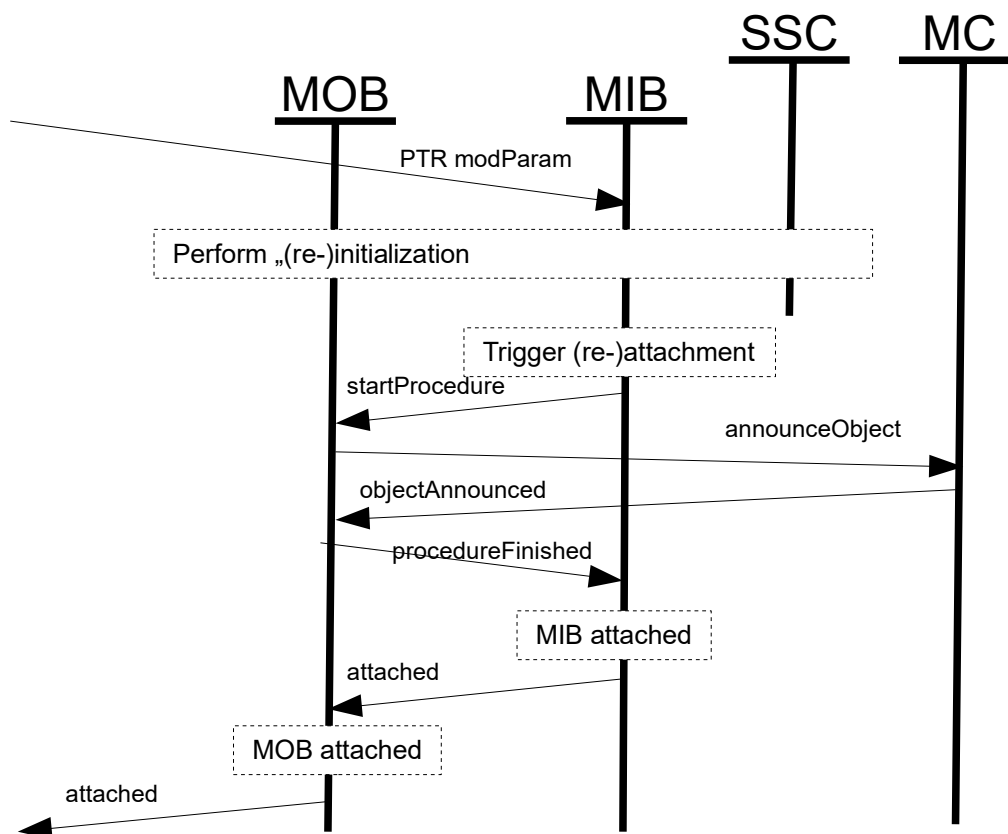 SSC
MC
MOB
MIB
PTR modParam
Perform „(re-)initialization
Trigger (re-)attachment
startProcedure
announceObject
objectAnnounced
procedureFinished
MIB attached
attached
MOB attached
attached